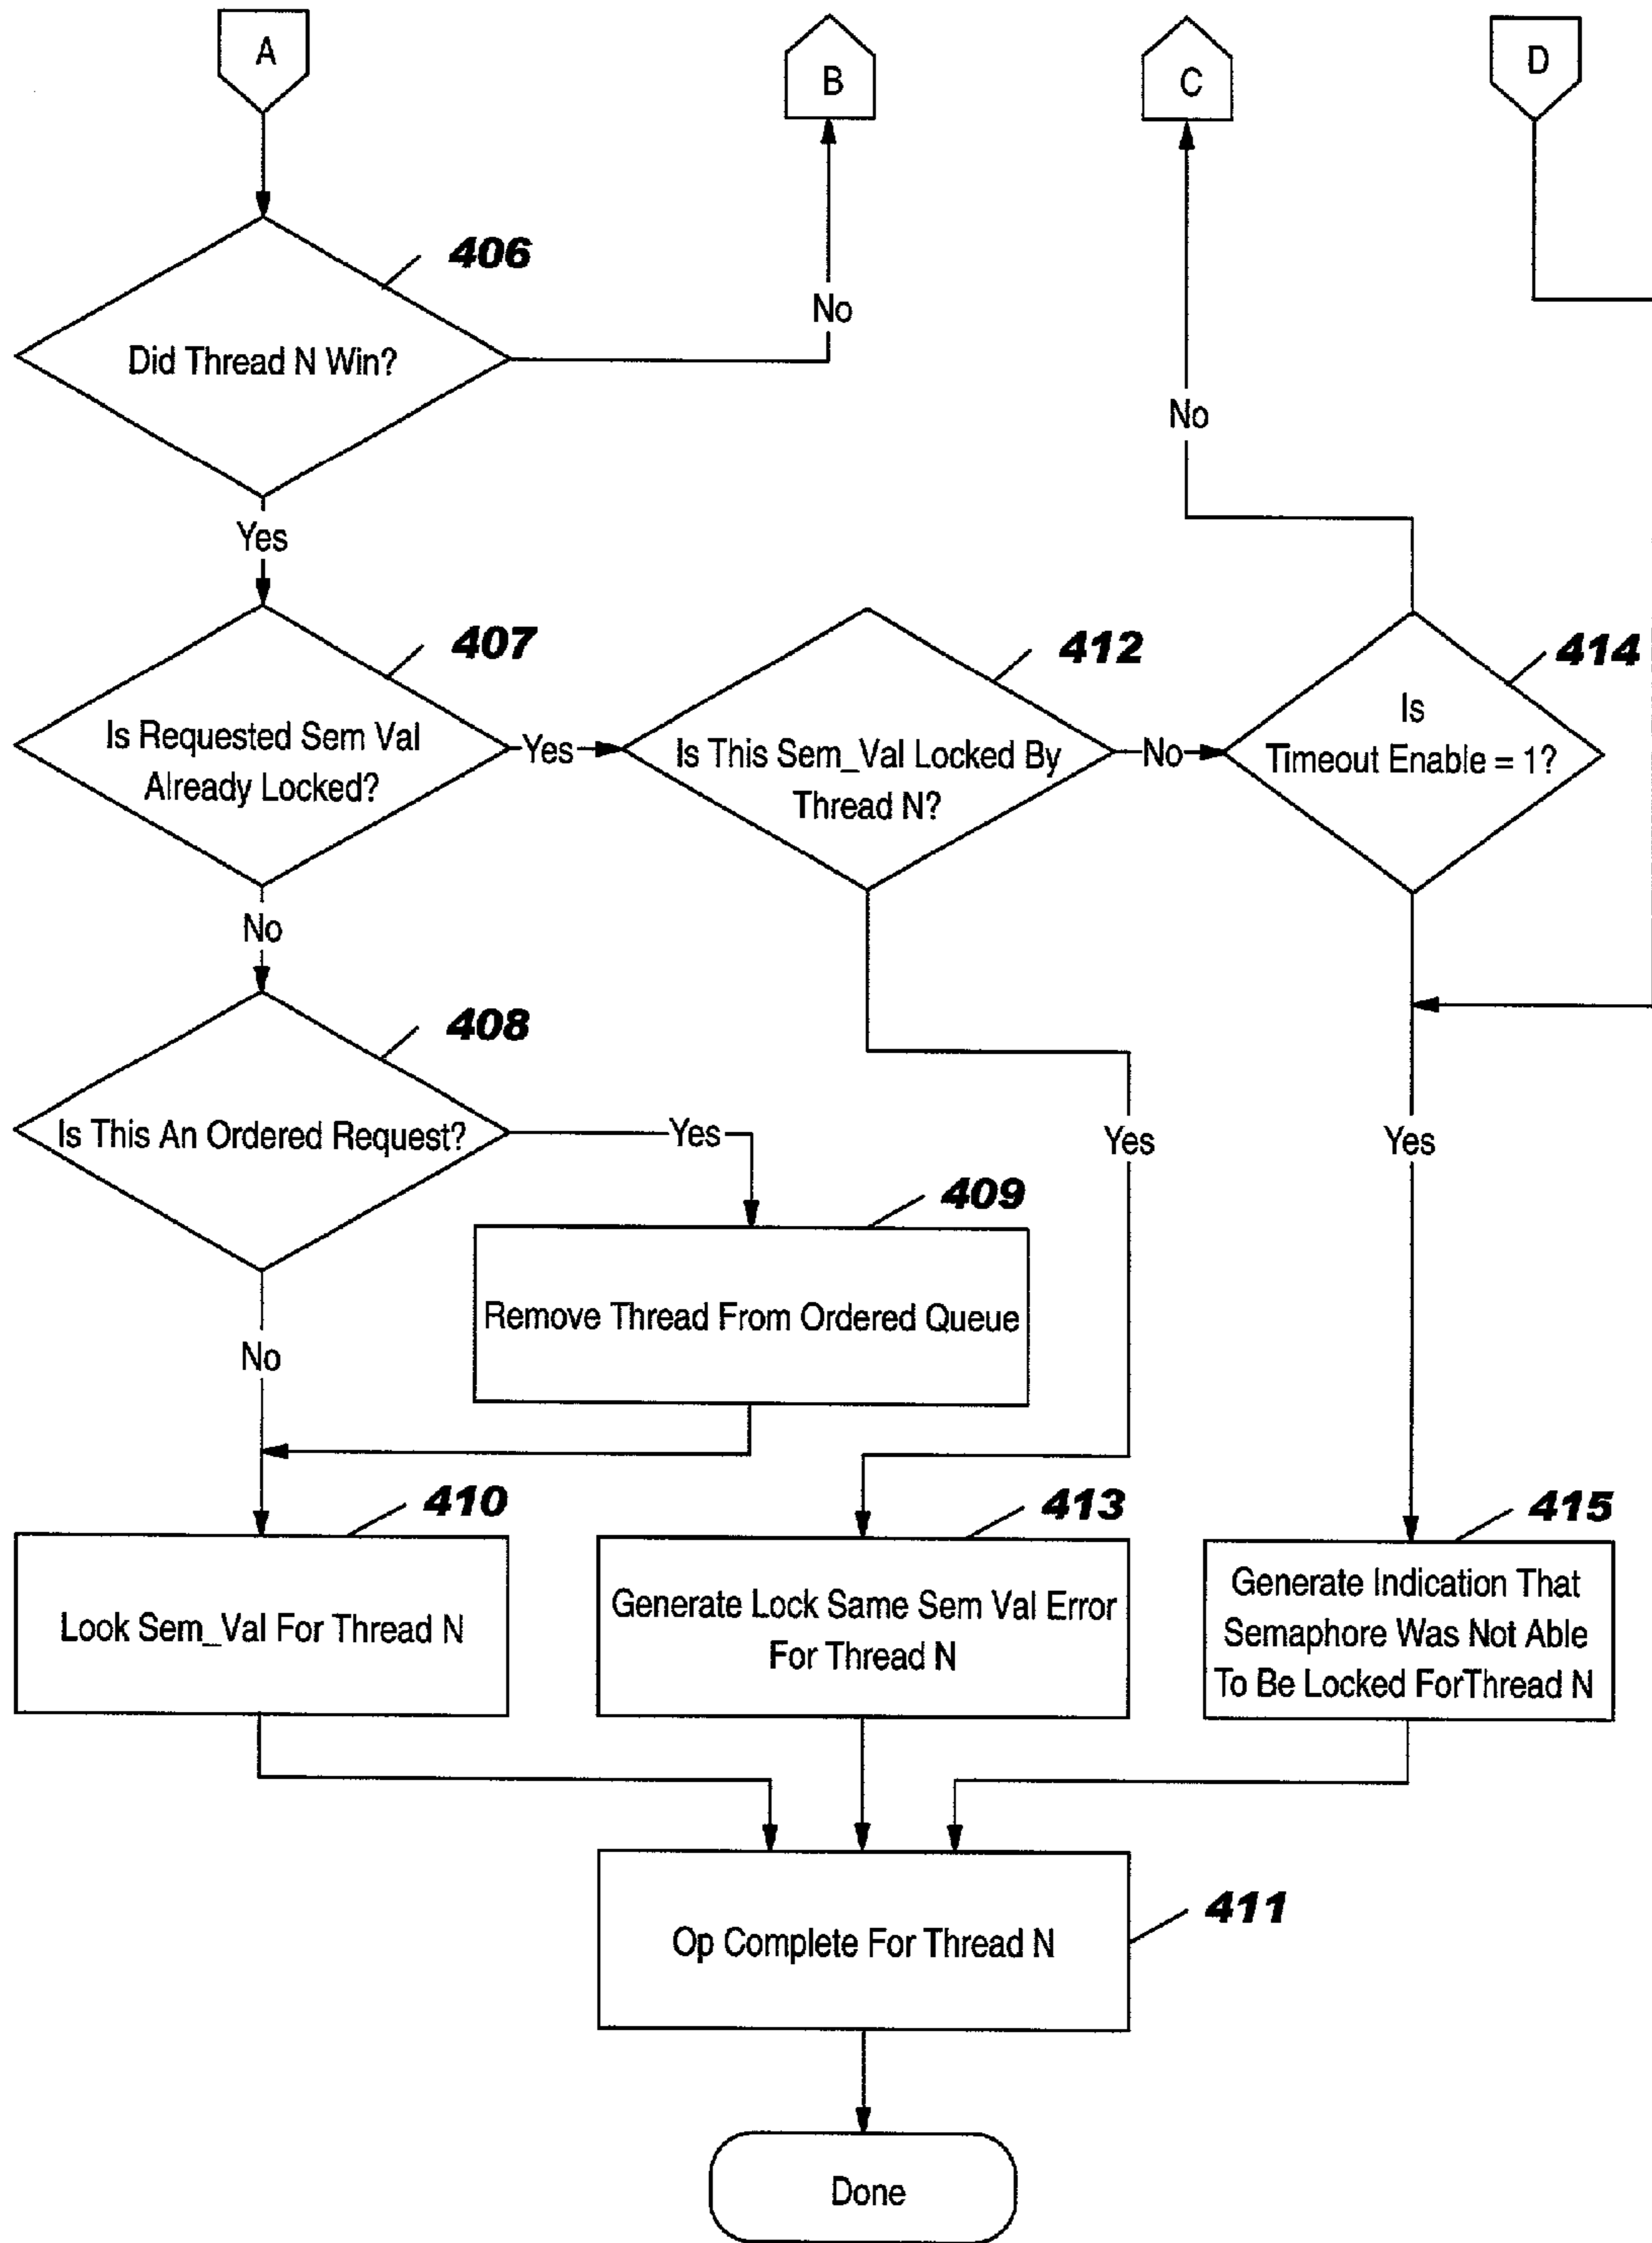 A
B
C
D
406
Did Thread N Win?
No
No
Yes
407
412
414
Is Requested Sem Val
Already Locked?
Yes
Is This Sem_Val Locked By
Thread N?
No
Is
Timeout Enable = 1?
No
408
Is This An Ordered Request?
Yes
Yes
Yes
409
Remove Thread From Ordered Queue
No
410
413
415
Look Sem_Val For Thread N
Generate Lock Same Sem Val Error
For Thread N
Generate Indication That
Semaphore Was Not Able
To Be Locked ForThread N
411
Op Complete For Thread N
Done